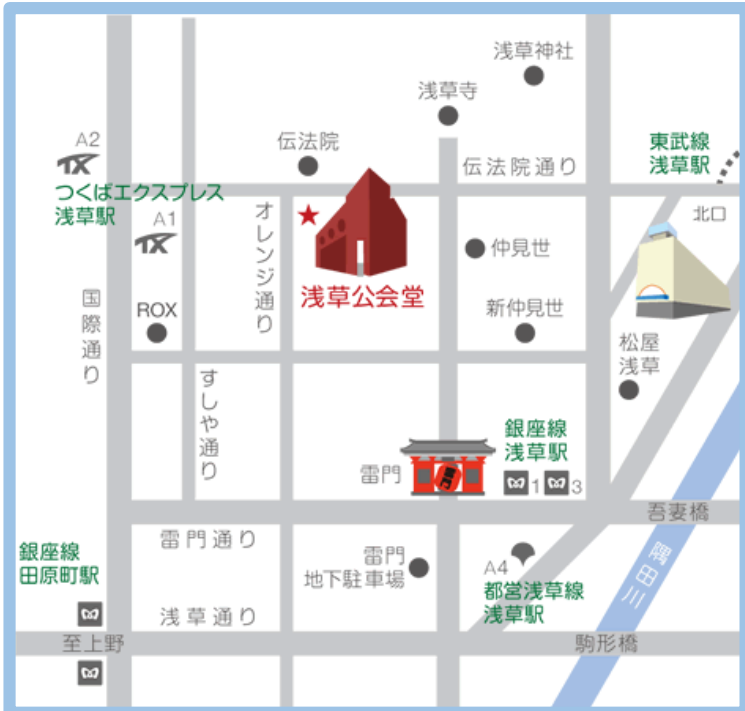 浅草神社
浅草寺
伝法院
伝法院通り
東武線
浅草駅
北口
A2
TX
つくばエクスプレス
浅草駅
A1
TX
ROX
国際通り
オレンジ通り
浅草公会堂
仲見世
新仲見世
松屋
浅草
すしや通り
雷門
銀座線
浅草駅
1
3
吾妻橋
雷門通り
雷門
地下駐車場
A4
都営浅草線
浅草駅
隅田川
銀座線
田原町駅
浅草通り
至上野
駒形橋